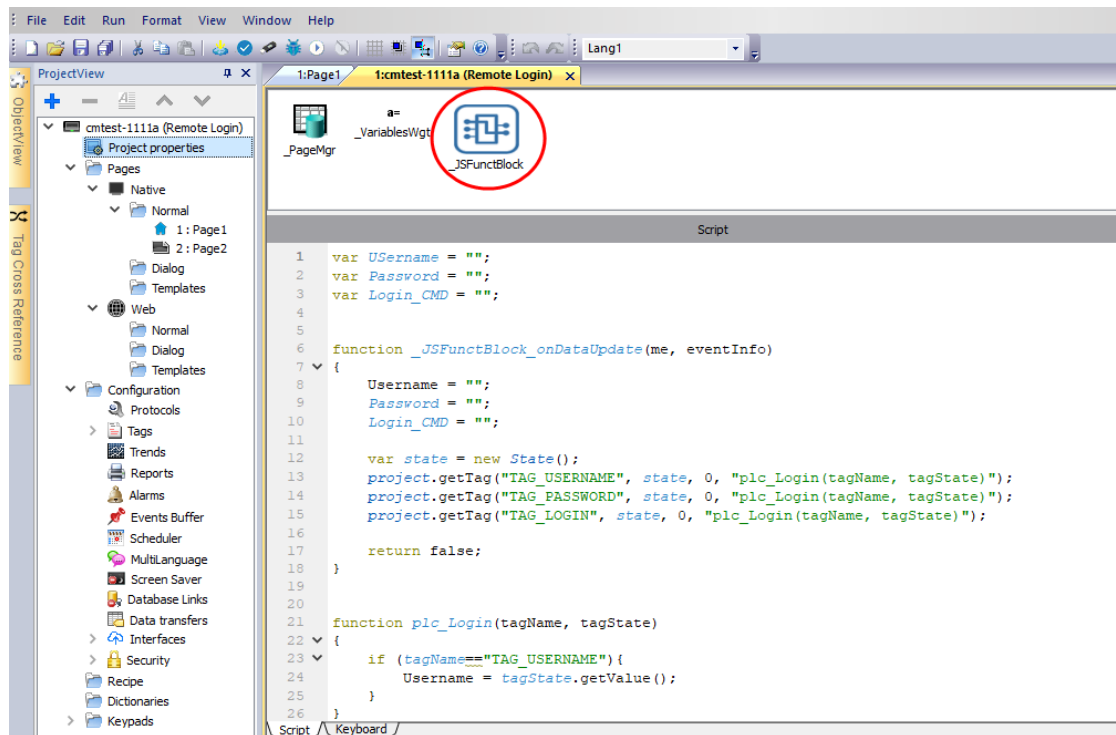 File Edit Run Format View Window Help
Lang1
ProjectView
1:Page1 1:cmtest-1111a (Remote Login)
ObjectView
Tag Cross Reference
cmtest-1111a (Remote Login)
Project properties
Pages
Native
Normal
1 : Page1
2 : Page2
Dialog
Templates
Web
Normal
Dialog
Templates
Configuration
Protocols
Tags
Trends
Reports
Alarms
Events Buffer
Scheduler
MultiLanguage
Screen Saver
Database Links
Data transfers
Interfaces
Security
Recipe
Dictionaries
Keypads
_PageMgr
a=
_VariablesWgt
_JSFunctBlock
Script
1 var USername = "";
2 var Password = "";
3 var Login_CMD = "";
4
5
6 function _JSFunctBlock_onDataUpdate(me, eventInfo)
7 {
8 Username = "";
9 Password = "";
10 Login_CMD = "";
11
12 var state = new State();
13 project.getTag("TAG_USERNAME", state, 0, "plc_Login(tagName, tagState)");
14 project.getTag("TAG_PASSWORD", state, 0, "plc_Login(tagName, tagState)");
15 project.getTag("TAG_LOGIN", state, 0, "plc_Login(tagName, tagState)");
16
17 return false;
18 }
19
20
21 function plc_Login(tagName, tagState)
22 {
23 if (tagName=="TAG_USERNAME"){
24 Username = tagState.getValue();
25 }
26 }
Script Keyboard